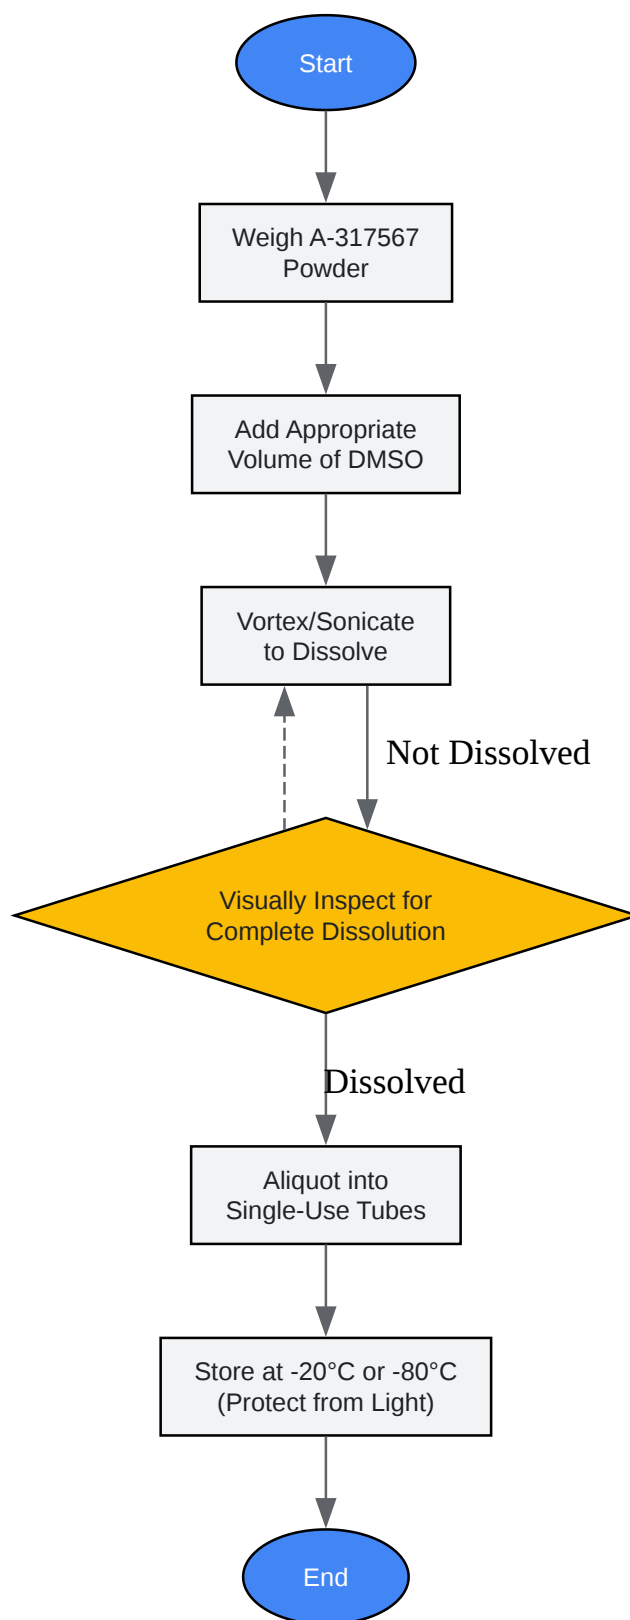 Start
Weigh A-317567
Powder
Add Appropriate
Volume of DMSO
Vortex/Sonicate
to Dissolve
Not Dissolved
Visually Inspect for
Complete Dissolution
Dissolved
Aliquot into
Single-Use Tubes
Store at -20°C or -80°C
(Protect from Light)
End